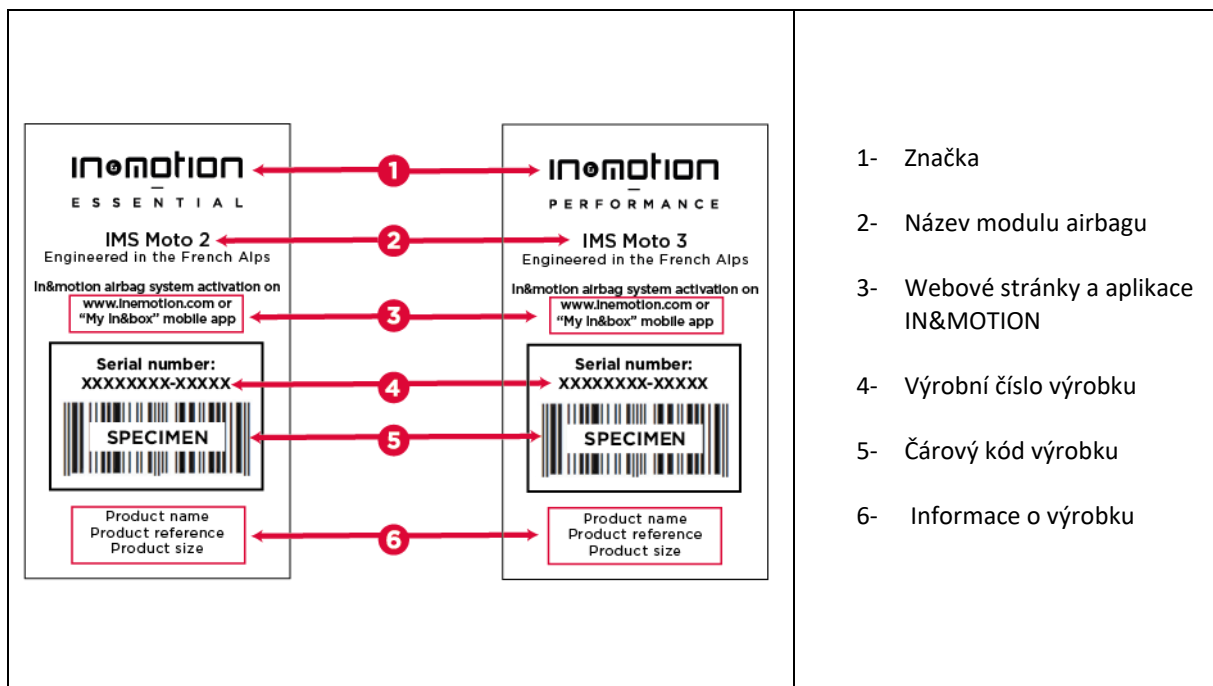 IN&MOTION
ESSENTIAL
IMS Moto 2
Engineered in the French Alps
In&motion airbag system activation on
www.inemotion.com or
“My In&box” mobile app
Serial number:
XXXXXXXX-XXXXX
SPECIMEN
Product name
Product reference
Product size
1
2
3
4
5
6
IN&MOTION
PERFORMANCE
IMS Moto 3
Engineered in the French Alps
In&motion airbag system activation on
www.inemotion.com or
“My In&box” mobile app
Serial number:
XXXXXXXX-XXXXX
SPECIMEN
Product name
Product reference
Product size
1- Značka
2- Název modulu airbagu
3- Webové stránky a aplikace
IN&MOTION
4- Výrobní číslo výrobku
5- Čárový kód výrobku
6- Informace o výrobku